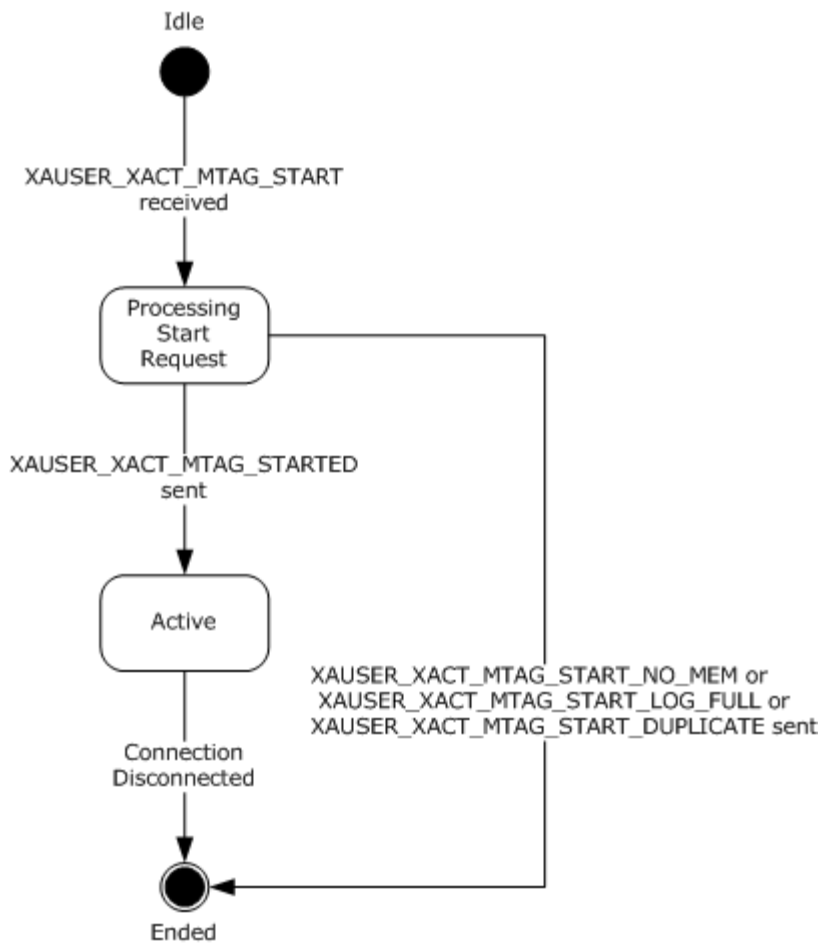 Idle
XAUSER_XACT_MTAG_START
received
Processing
Start
Request
XAUSER_XACT_MTAG_STARTED
sent
Active
XAUSER_XACT_MTAG_START_NO_MEM or
XAUSER_XACT_MTAG_START_LOG_FULL or
XAUSER_XACT_MTAG_START_DUPLICATE sent
Connection
Disconnected
Ended